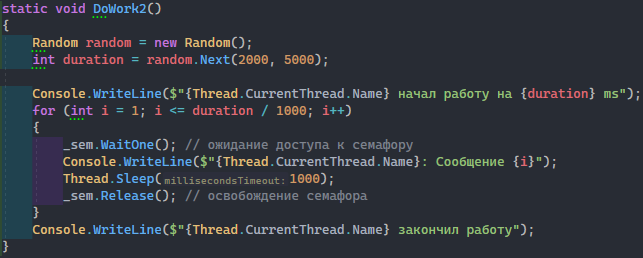 static void DoWork2()
{
    Random random = new Random();
    int duration = random.Next(2000, 5000);

    Console.WriteLine($"{Thread.CurrentThread.Name} начал работу на {duration} ms");
    for (int i = 1; i <= duration / 1000; i++)
    {
        _sem.WaitOne(); // ожидание доступа к семафору
        Console.WriteLine($"{Thread.CurrentThread.Name}: Сообщение {i}");
        Thread.Sleep(millisecondsTimeout: 1000);
        _sem.Release(); // освобождение семафора
    }
    Console.WriteLine($"{Thread.CurrentThread.Name} закончил работу");
}